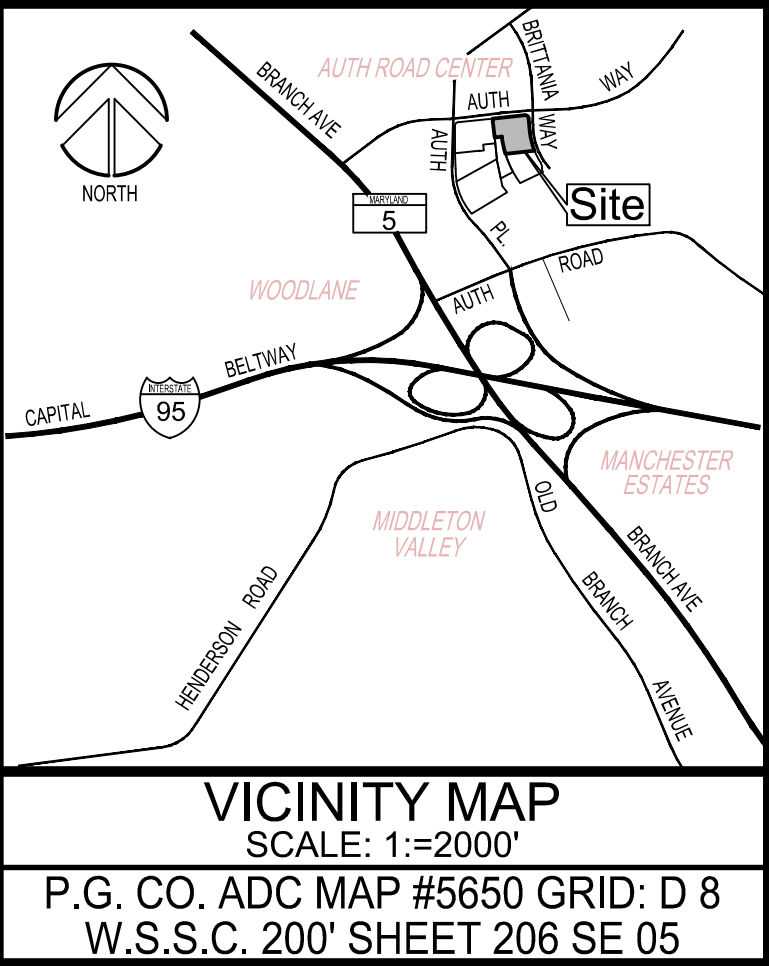 BRITTANIA
WAY
AUTH ROAD CENTER
BRANCH AVE
AUTH
WAY
AUTH
PL.
NORTH
MARYLAND
5
Site
ROAD
AUTH
WOODLANE
BELTWAY
INTERSTATE
95
CAPITAL
MANCHESTER
ESTATES
OLD
MIDDLETON
VALLEY
BRANCH AVE
BRANCH
HENDERSON ROAD
AVENUE
VICINITY MAP
SCALE: 1:=2000'
P.G. CO. ADC MAP #5650 GRID: D 8
W.S.S.C. 200' SHEET 206 SE 05